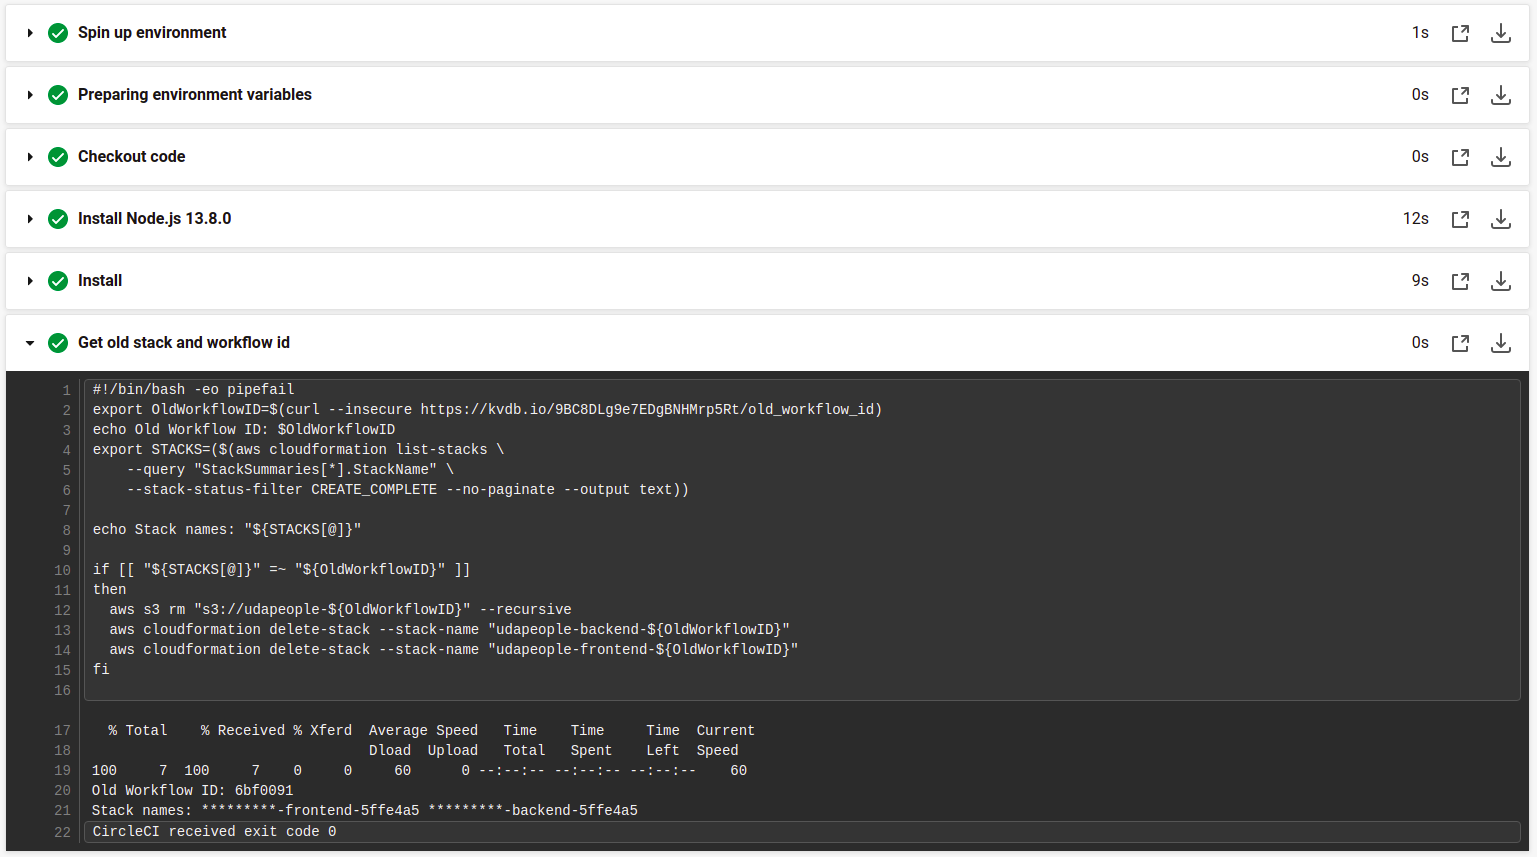 Spin up environment 1s
Preparing environment variables 0s
Checkout code 0s
Install Node.js 13.8.0 12s
Install 9s
Get old stack and workflow id 0s
1 #!/bin/bash -eo pipefail
2 export OldWorkflowID=$(curl --insecure https://kvdb.io/9BC8DLg9e7EDgBNHMrp5Rt/old_workflow_id)
3 echo Old Workflow ID: $OldWorkflowID
4 export STACKS=($(aws cloudformation list-stacks \
5     --query "StackSummaries[*].StackName" \
6     --stack-status-filter CREATE_COMPLETE --no-paginate --output text))
7
8 echo Stack names: "${STACKS[@]}"
9
10 if [[ "${STACKS[@]}" =~ "${OldWorkflowID}" ]]
11 then
12   aws s3 rm "s3://udapeople-${OldWorkflowID}" --recursive
13   aws cloudformation delete-stack --stack-name "udapeople-backend-${OldWorkflowID}"
14   aws cloudformation delete-stack --stack-name "udapeople-frontend-${OldWorkflowID}"
15 fi
16
17   % Total    % Received % Xferd  Average Speed   Time    Time     Time  Current
18                                  Dload  Upload   Total   Spent    Left  Speed
19 100     7  100     7    0     0     60      0 --:--:-- --:--:-- --:--:--    60
20 Old Workflow ID: 6bf0091
21 Stack names: *********-frontend-5ffe4a5 *********-backend-5ffe4a5
22 CircleCI received exit code 0